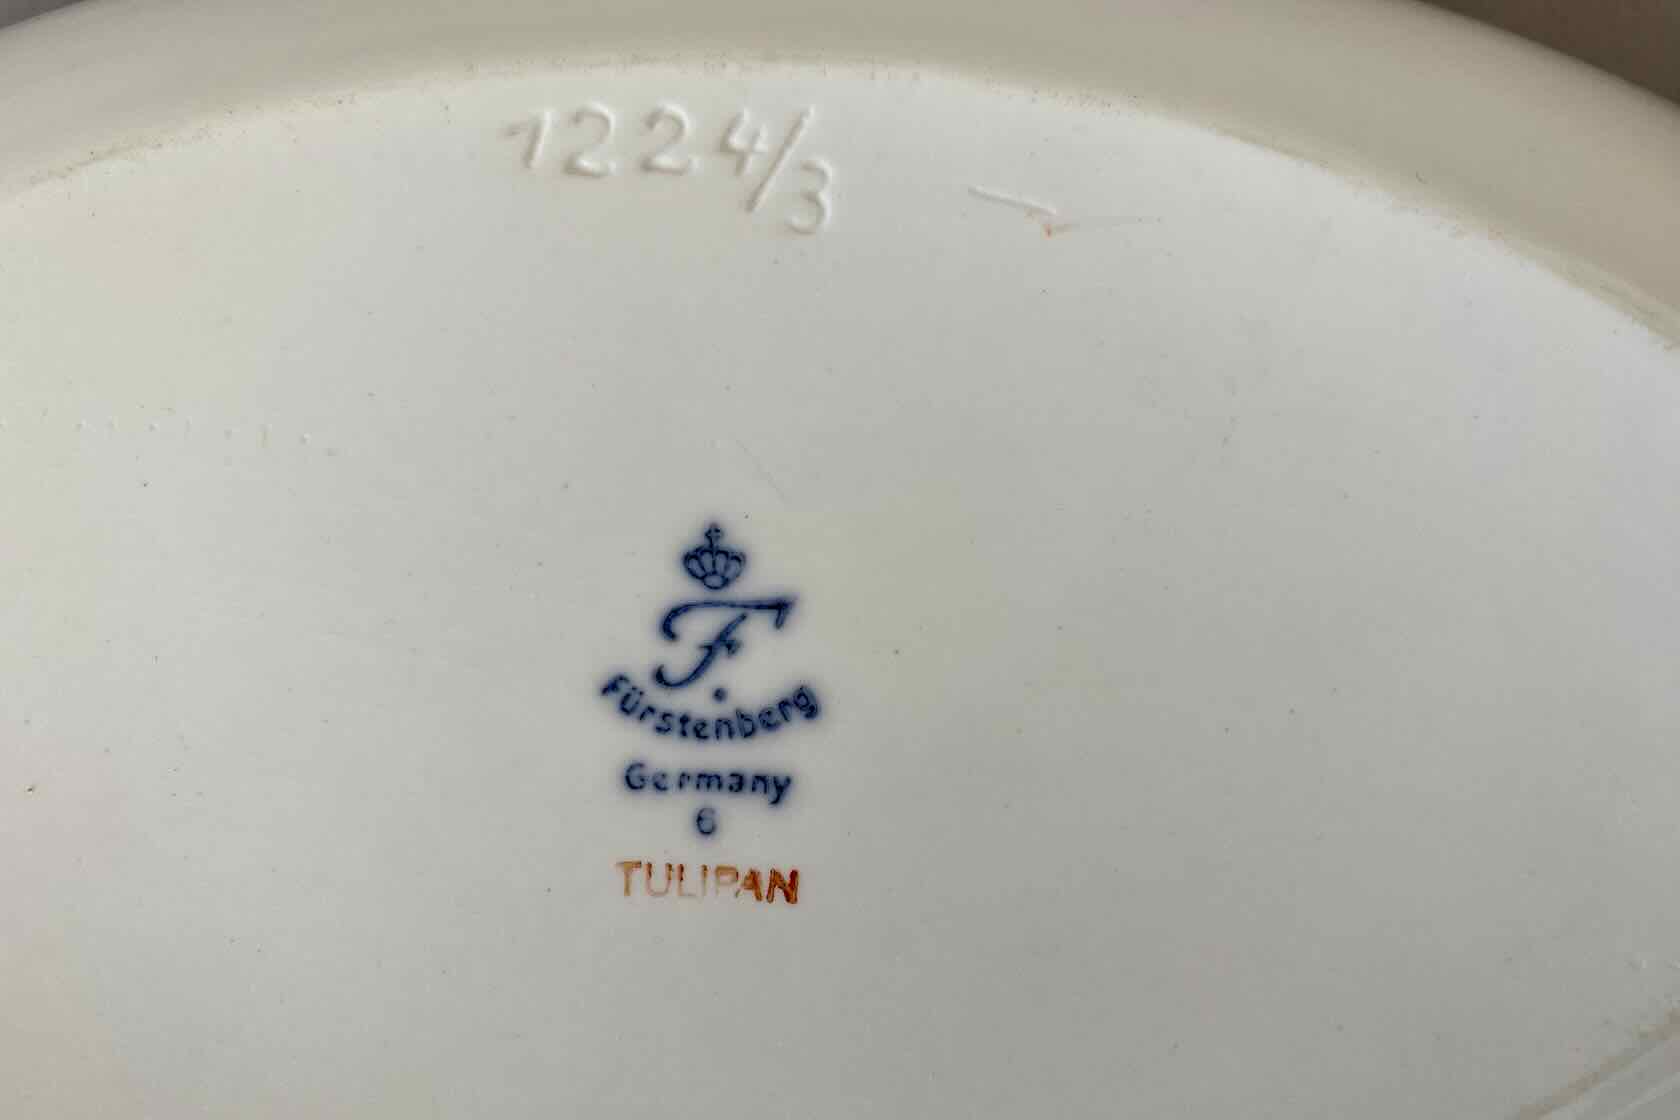 1224/3
F.
Fürstenberg
Germany
6
TULIPAN